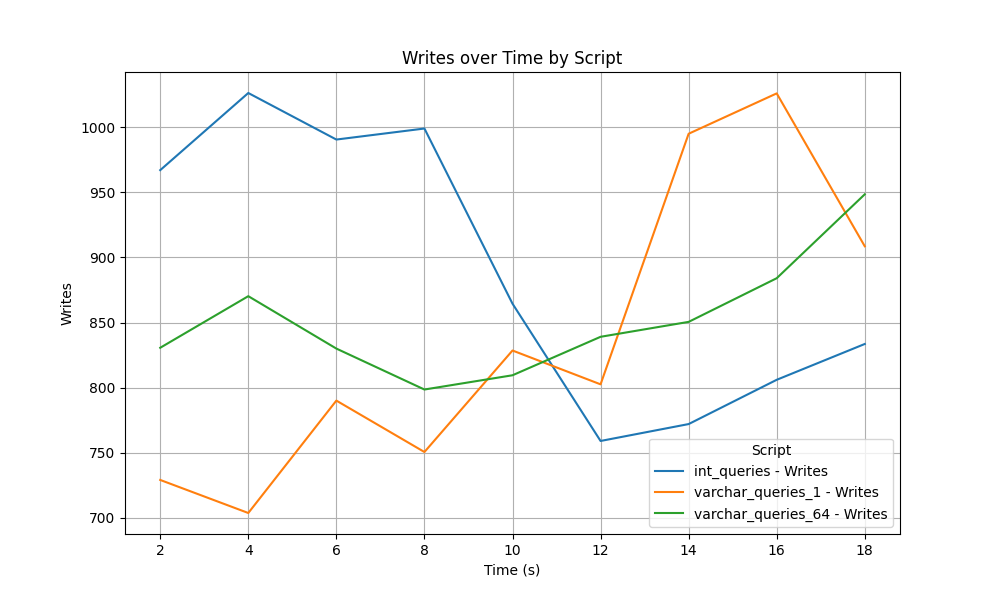 Writes over Time by Script
Writes
1000
950
900
850
800
750
700
2 4 6 8 10 12 14 16 18
Time (s)
Script
int_queries - Writes
varchar_queries_1 - Writes
varchar_queries_64 - Writes